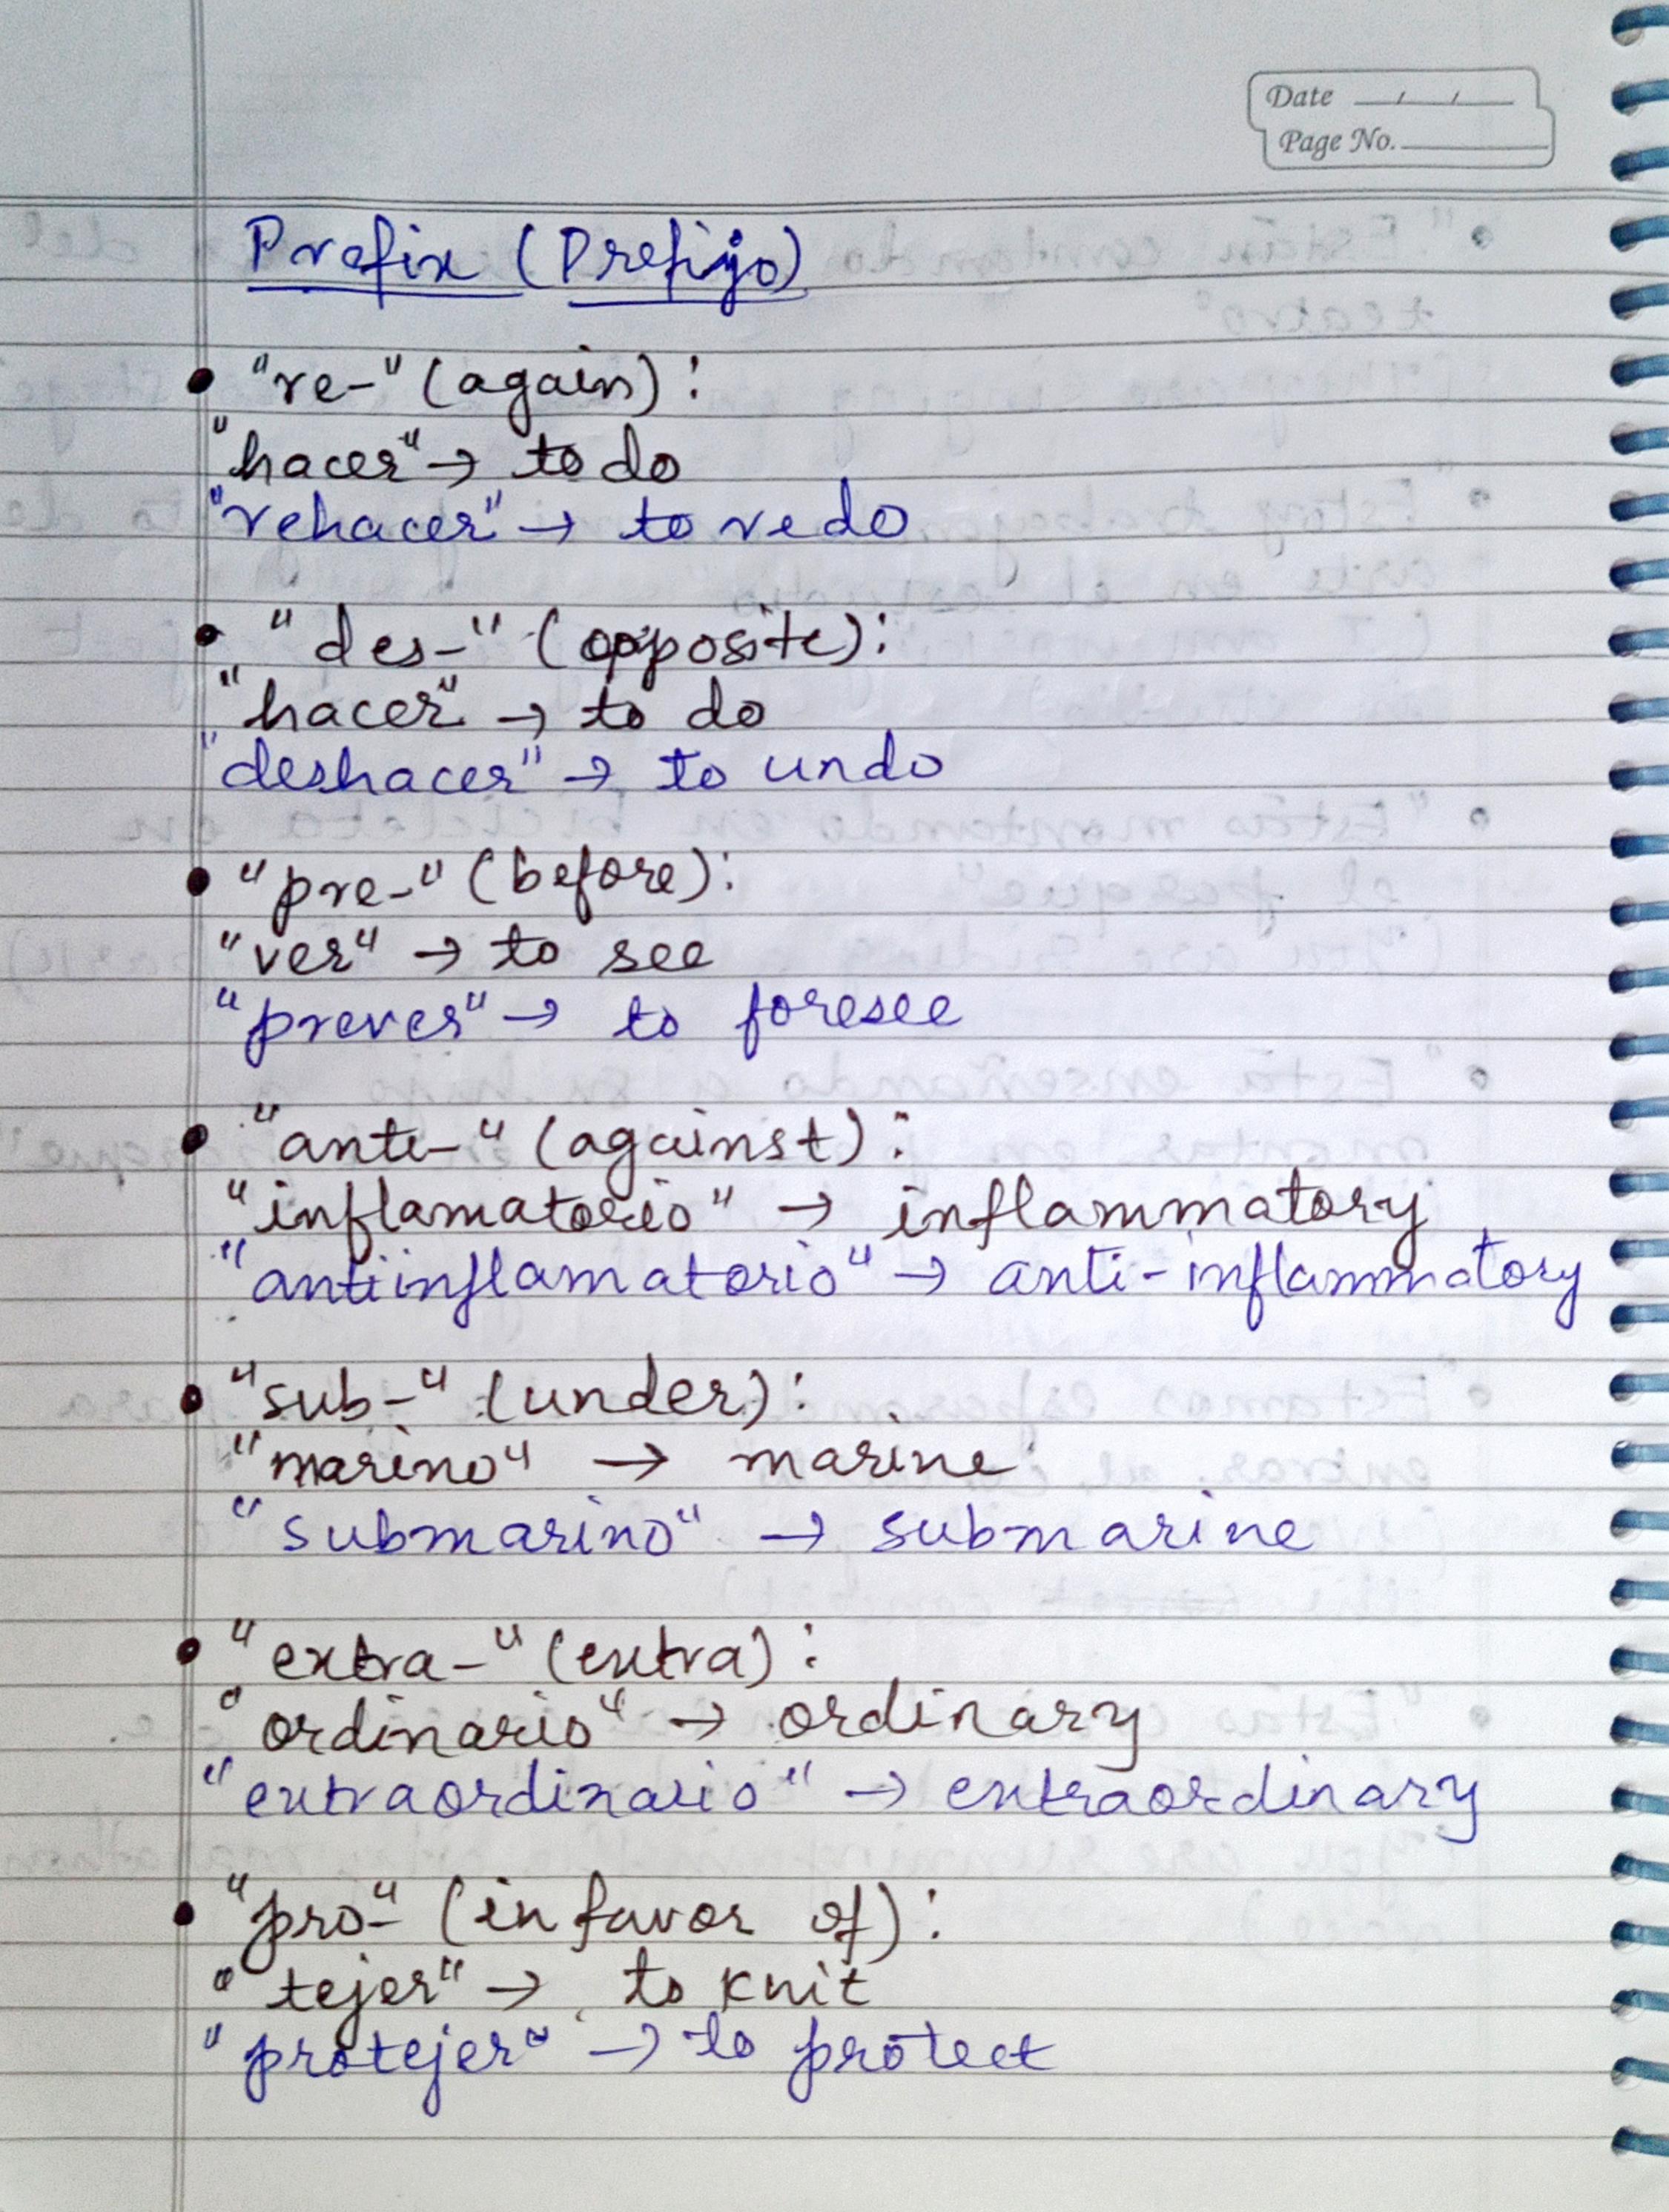 Date / /
Page No.
Prefix (Prefijo)
• "re-" (again):
"hacer" → to do
"rehacer" → to redo
• "des-" (opposite):
"hacer" → to do
"deshacer" → to undo
• "pre-" (before):
"ver" → to see
"prever" → to foresee
• "anti-" (against):
"inflamatorio" → inflammatory
"antiinflamatorio" → anti-inflammatory
• "sub-" (under):
"marino" → marine
"submarino" → submarine
• "extra-" (extra):
"ordinario" → ordinary
"extraordinario" → extraordinary
• "pro-" (in favor of):
"tejer" → to knit
"protejer" → to protect